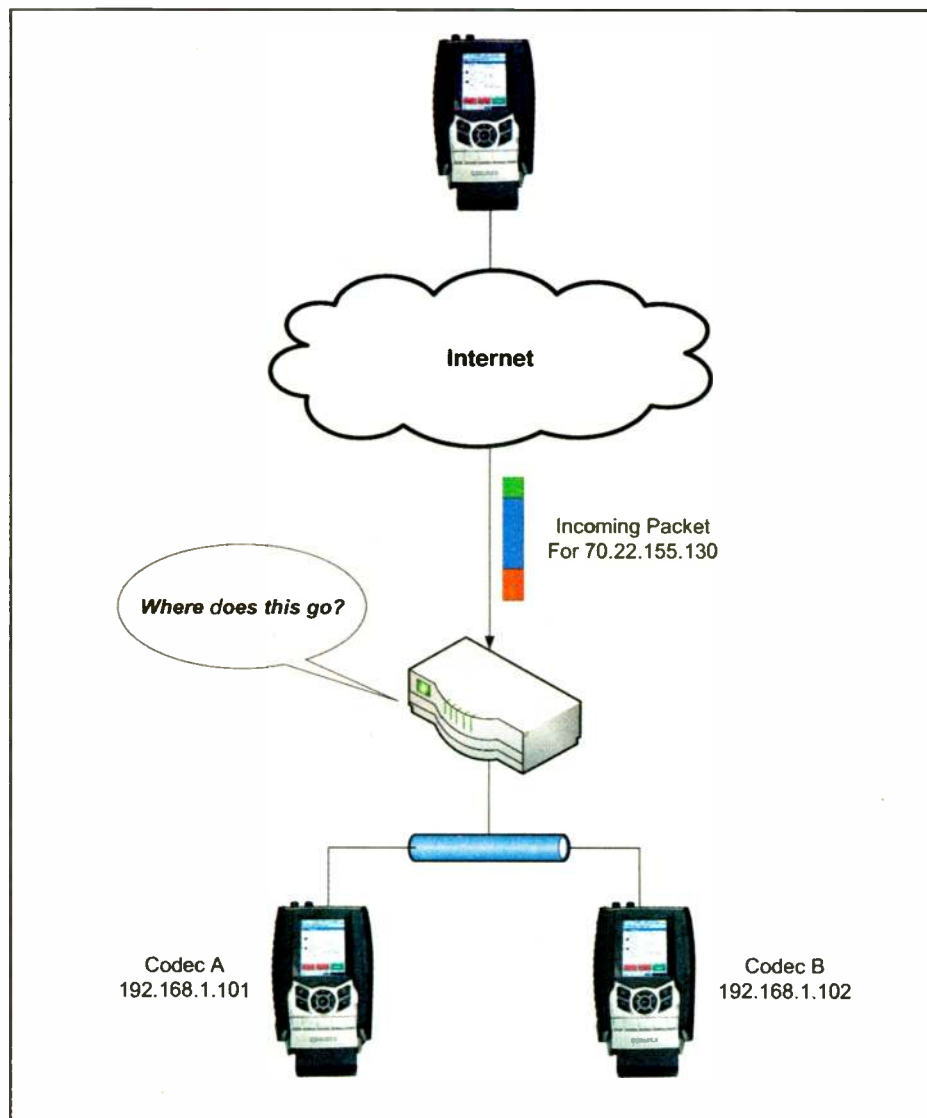 Internet
Incoming Packet
For 70.22.155.130
Where does this go?
Codec A
192.168.1.101
Codec B
192.168.1.102